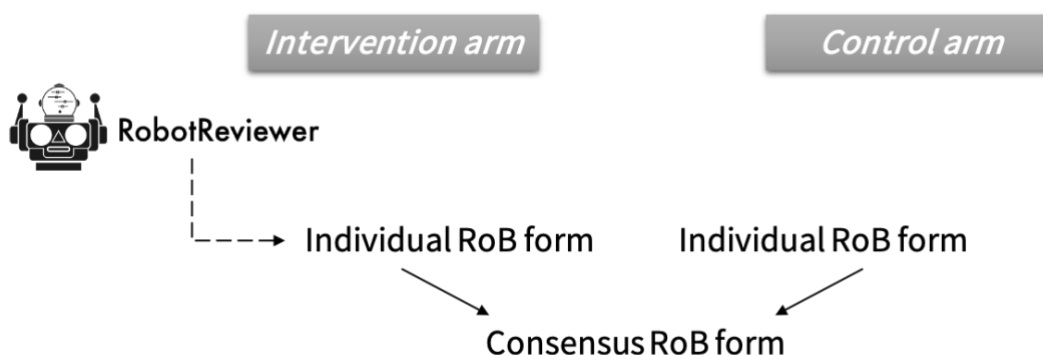 Intervention arm
Control arm
RobotReviewer
Individual RoB form
Individual RoB form
Consensus RoB form